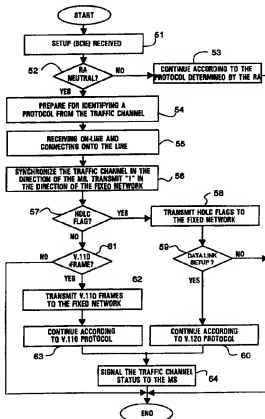 START
SETUP (BCIE) RECEIVED
51
52
RA
NEUTRAL?
NO
53
CONTINUE ACCORDING TO THE
PROTOCOL DETERMINED BY THE RA
YES
PREPARE FOR IDENTIFYING A
PROTOCOL FROM THE TRAFFIC CHANNEL
54
RECEIVING ON-LINE AND
CONNECTING ONTO THE LINE
55
SYNCHRONIZE THE TRAFFIC CHANNEL IN THE
DIRECTION OF THE MS. TRANSMIT "1" IN
THE DIRECTION OF THE FIXED NETWORK
56
57
HDLC
FLAG?
YES
58
TRANSMIT HDLC FLAGS TO
THE FIXED NETWORK
NO
61
NO
V.110
-FRAME?
59
DATA LINK
SETUP?
NO
YES
62
TRANSMIT V.110 FRAMES
TO THE FIXED NETWORK
YES
CONTINUE ACCORDING
TO V.110 PROTOCOL
63
CONTINUE ACCORDING
TO V.120 PROTOCOL
60
SIGNAL THE TRAFFIC CHANNEL
STATUS TO THE MS
64
END